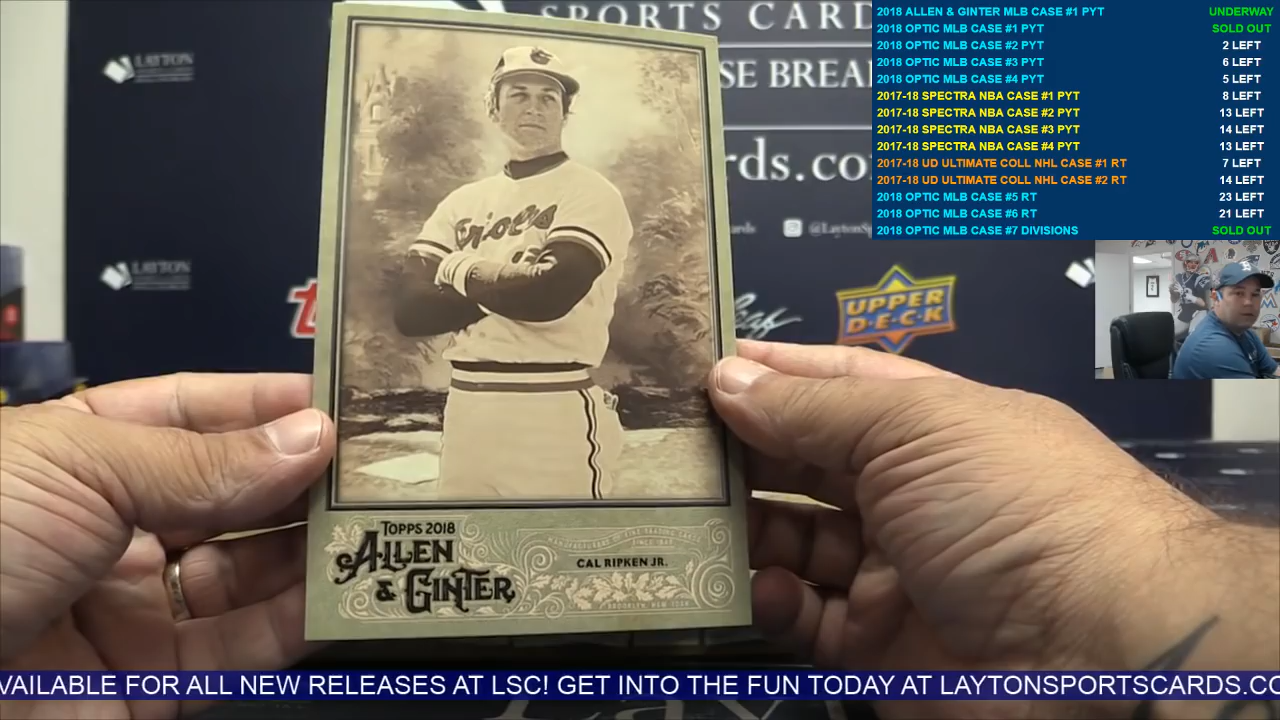 SPORTS CARD
SE BREA
rds.co
LAYTON
LAYTON
@LaytonSp
UPPER
D·E·C·K
Orioles
TOPPS 2018
ALLEN
& GINTER
CAL RIPKEN JR.
BROOKLYN, NEW YORK
2018 ALLEN & GINTER MLB CASE #1 PYT UNDERWAY
2018 OPTIC MLB CASE #1 PYT SOLD OUT
2018 OPTIC MLB CASE #2 PYT 2 LEFT
2018 OPTIC MLB CASE #3 PYT 6 LEFT
2018 OPTIC MLB CASE #4 PYT 5 LEFT
2017-18 SPECTRA NBA CASE #1 PYT 8 LEFT
2017-18 SPECTRA NBA CASE #2 PYT 13 LEFT
2017-18 SPECTRA NBA CASE #3 PYT 14 LEFT
2017-18 SPECTRA NBA CASE #4 PYT 13 LEFT
2017-18 UD ULTIMATE COLL NHL CASE #1 RT 7 LEFT
2017-18 UD ULTIMATE COLL NHL CASE #2 RT 14 LEFT
2018 OPTIC MLB CASE #5 RT 23 LEFT
2018 OPTIC MLB CASE #6 RT 21 LEFT
2018 OPTIC MLB CASE #7 DIVISIONS SOLD OUT
VAILABLE FOR ALL NEW RELEASES AT LSC! GET INTO THE FUN TODAY AT LAYTONSPORTSCARDS.CO